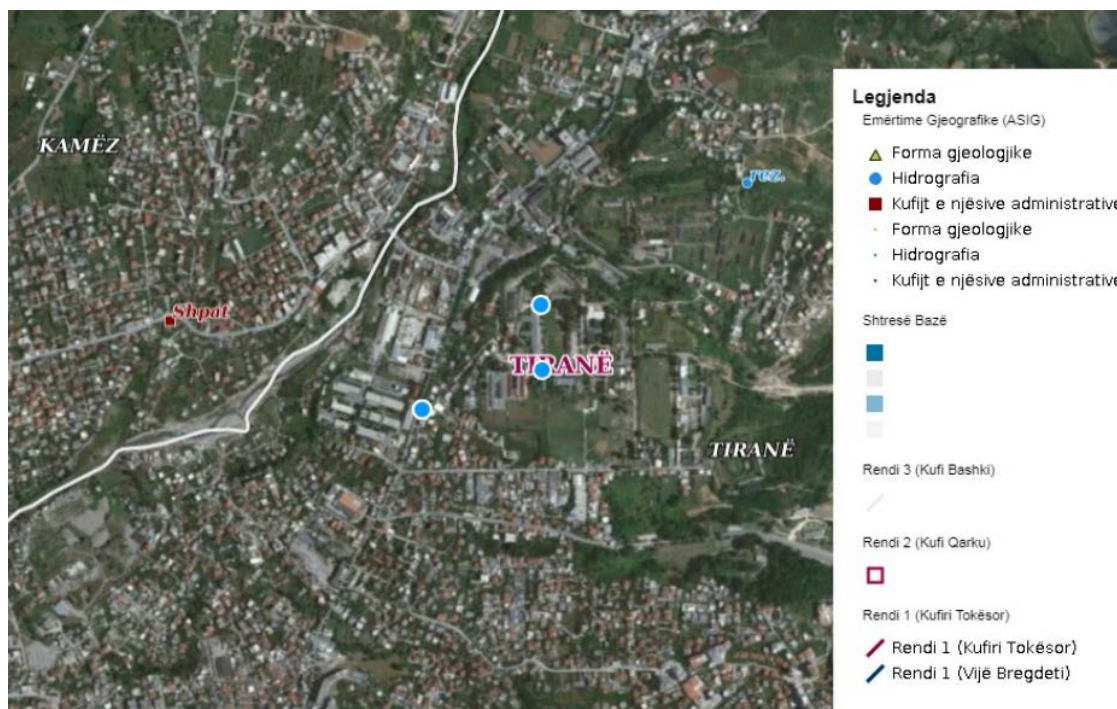 KAMËZ
rez.
Shpat
TIRANË
TIRANË
Legjenda
Emërtime Gjeografike (ASIG)
Forma gjeologjike
Hidrografia
Kufijt e njësive administrative
Forma gjeologjike
Hidrografia
Kufijt e njësive administrative
Shtresë Bazë
Rendi 3 (Kufi Bashki)
Rendi 2 (Kufi Qarku)
Rendi 1 (Kufiri Tokësor)
Rendi 1 (Kufiri Tokësor)
Rendi 1 (Vijë Bregdeti)